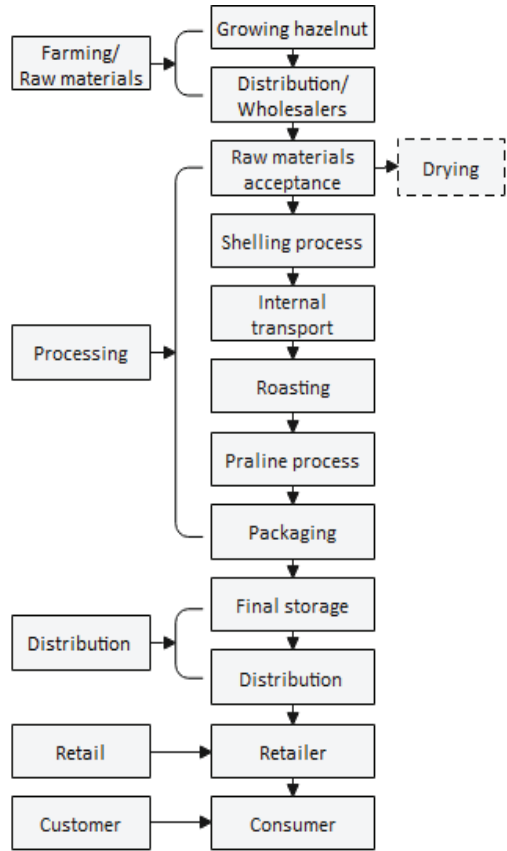 Growing hazelnut
Farming/
Raw materials
Distribution/
Wholesalers
Raw materials
acceptance
Drying
Shelling process
Internal
transport
Processing
Roasting
Praline process
Packaging
Final storage
Distribution
Distribution
Retail
Retailer
Customer
Consumer